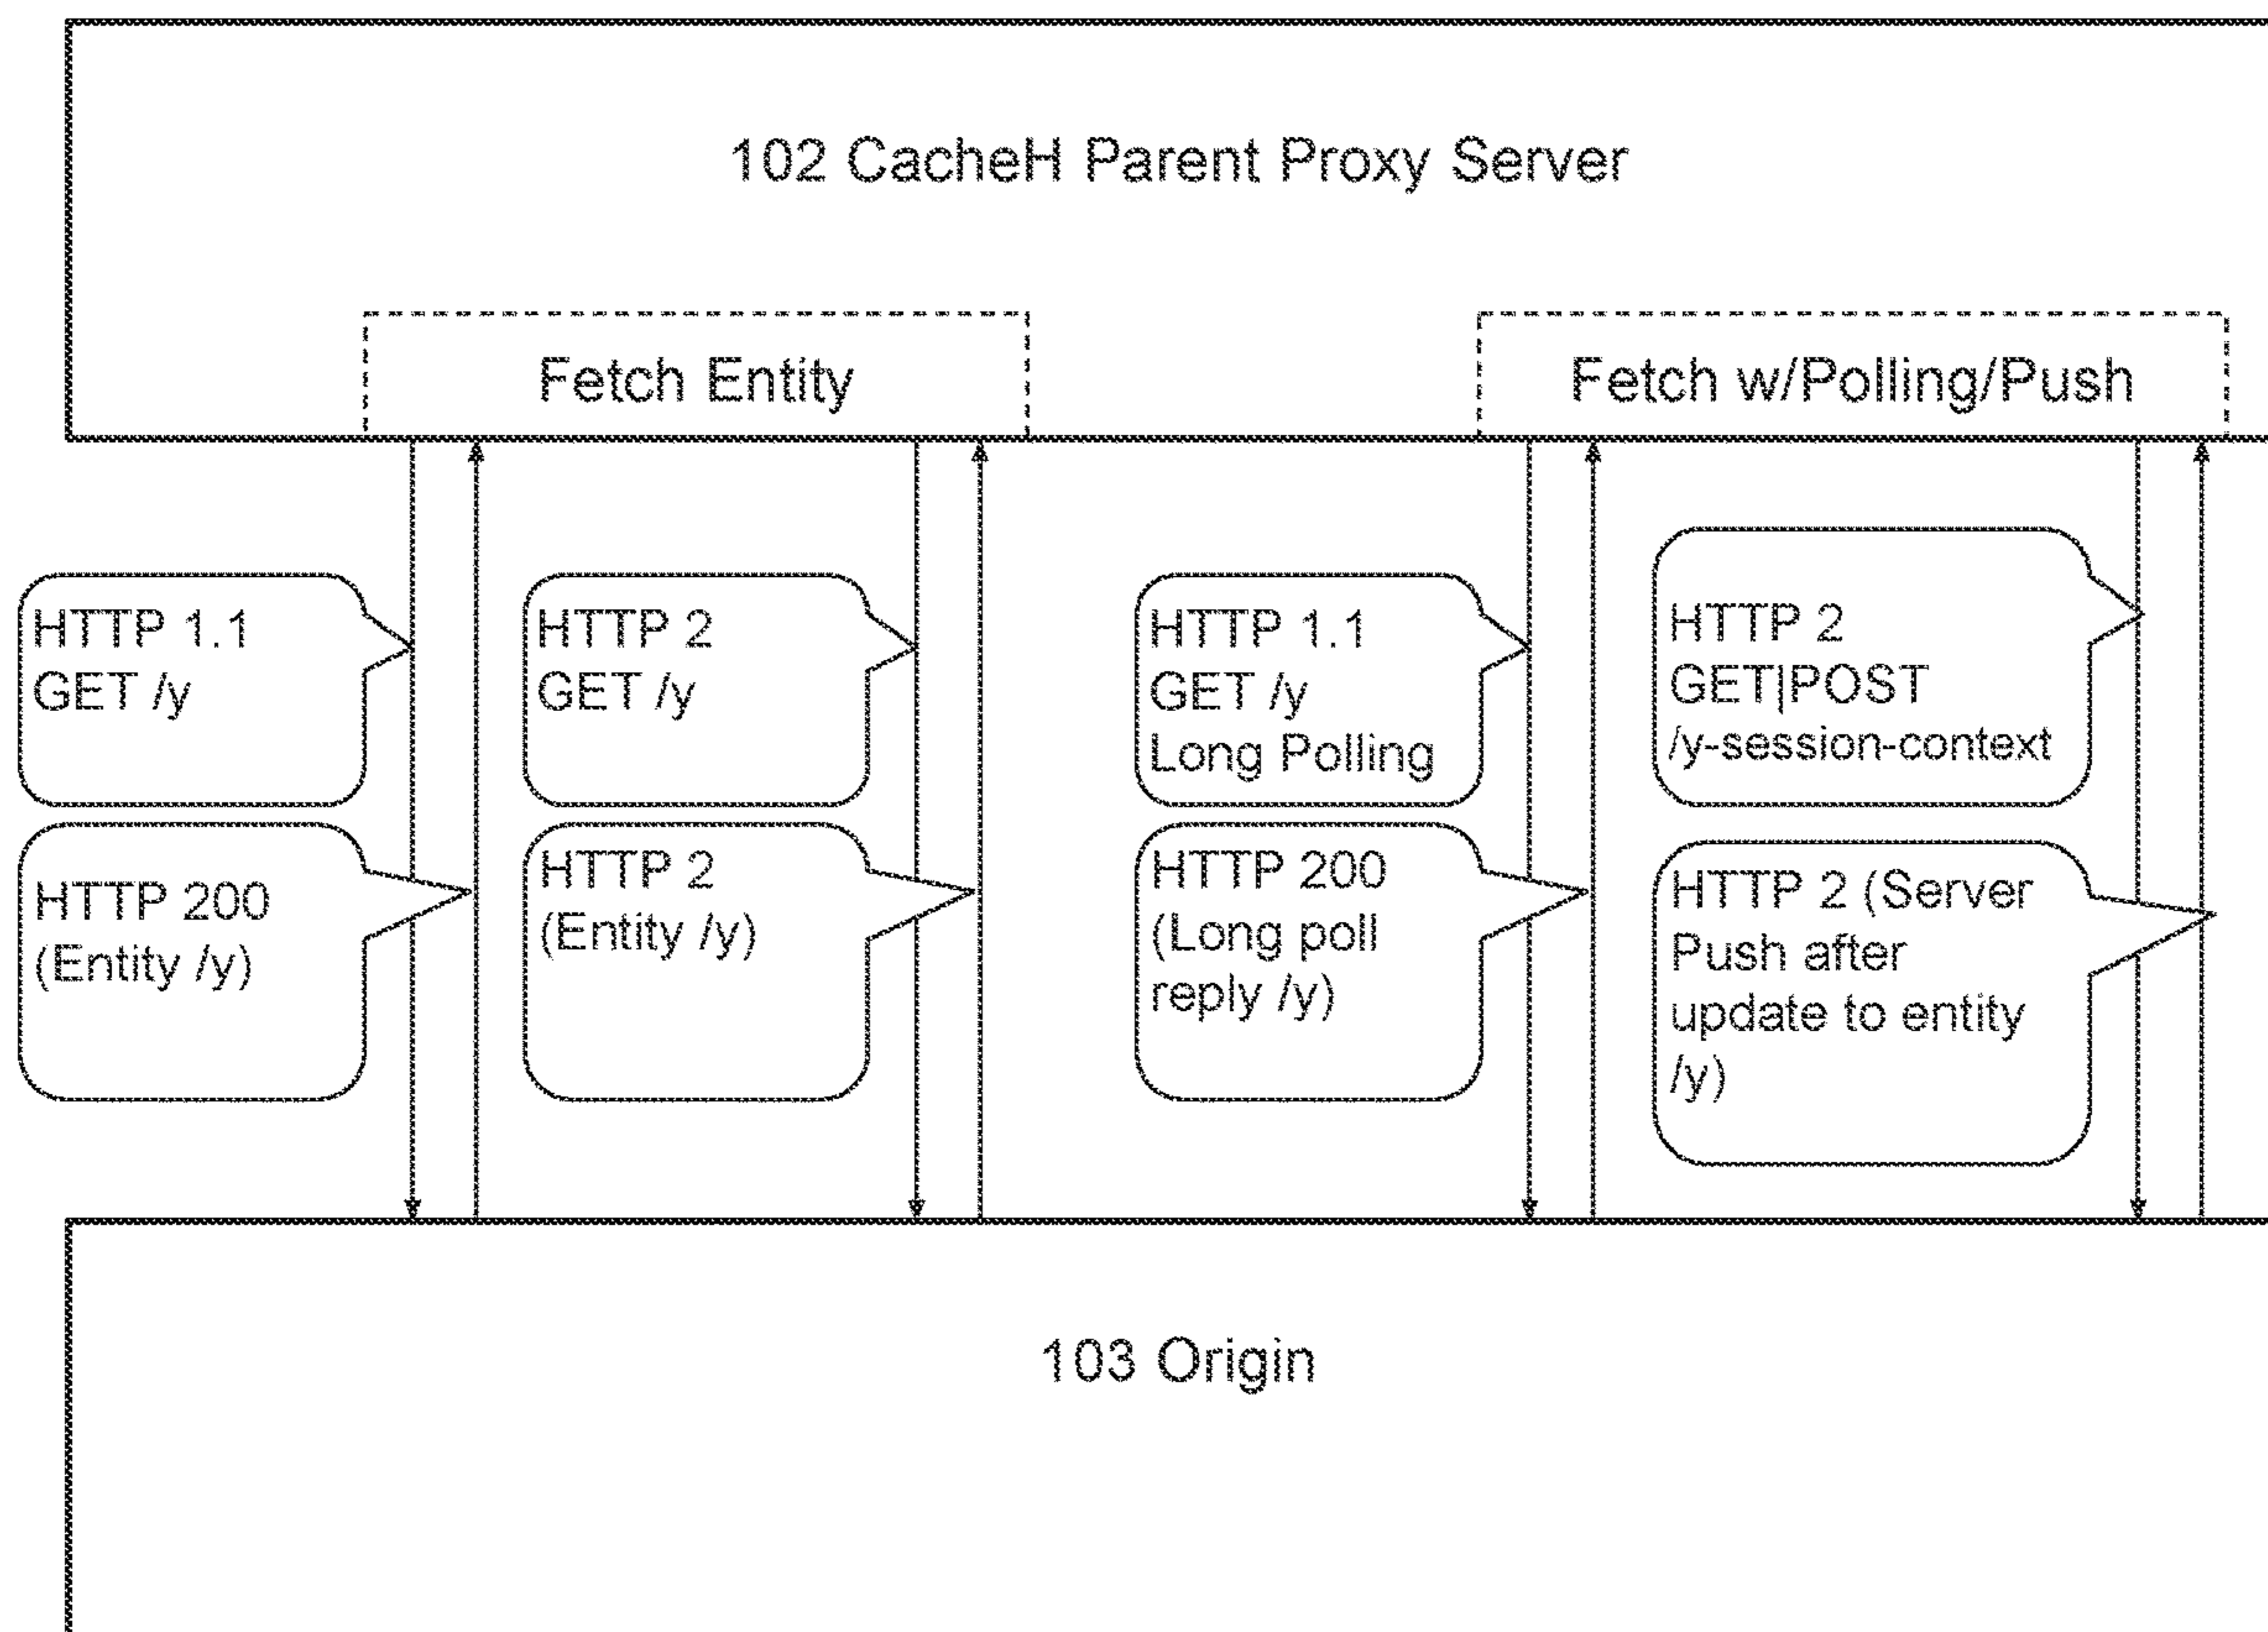 102 CacheH Parent Proxy Server
Fetch Entity
Fetch w/Polling/Push
HTTP 1.1
GET /y
HTTP 200
(Entity /y)
HTTP 2
GET /y
HTTP 2
(Entity /y)
HTTP 1.1
GET /y
Long Polling
HTTP 200
(Long poll
reply /y)
HTTP 2
GET|POST
/y-session-context
HTTP 2 (Server
Push after
update to entity
/y)
103 Origin